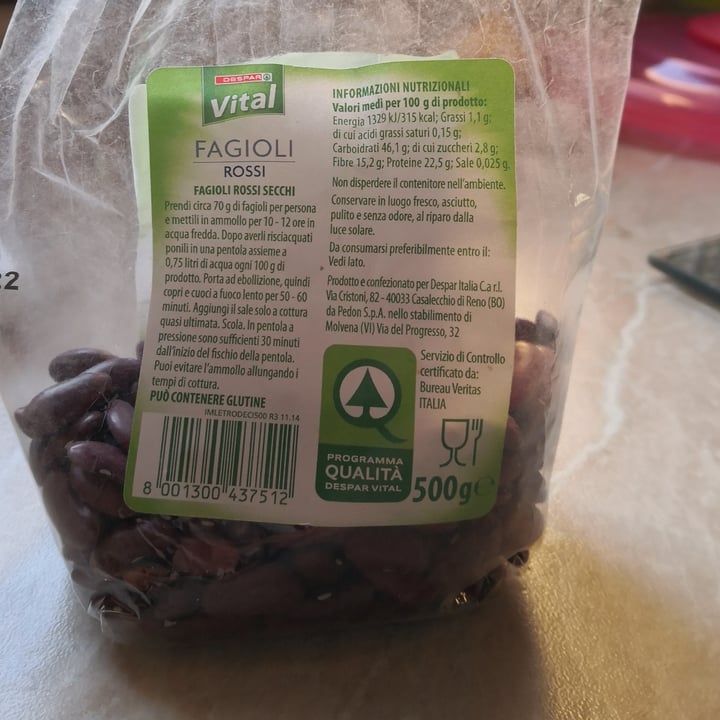 DESPAR
Vital
FAGIOLI
ROSSI
FAGIOLI ROSSI SECCHI
Prendi circa 70 g di fagioli per persona
e mettili in ammollo per 10 - 12 ore in
acqua fredda. Dopo averli risciacquati
ponili in una pentola assieme a
0,75 litri di acqua ogni 100 g di
prodotto. Porta ad ebollizione, quindi
copri e cuoci a fuoco lento per 50 - 60
minuti. Aggiungi il sale solo a cottura
quasi ultimata. Scola. In pentola a
pressione sono sufficienti 30 minuti
dall'inizio del fischio della pentola.
Puoi evitare l'ammollo allungando i
tempi di cottura.
PUÒ CONTENERE GLUTINE
IMLETRODECI500 R3 11.14
8 001300 437512
INFORMAZIONI NUTRIZIONALI
Valori medi per 100 g di prodotto:
Energia 1329 kJ/315 kcal; Grassi 1,1 g;
di cui acidi grassi saturi 0,15 g;
Carboidrati 46,1 g; di cui zuccheri 2,8 g;
Fibre 15,2 g; Proteine 22,5 g; Sale 0,025 g.
Non disperdere il contenitore nell'ambiente.
Conservare in luogo fresco, asciutto,
pulito e senza odore, al riparo dalla
luce solare.
Da consumarsi preferibilmente entro il:
Vedi lato.
Prodotto e confezionato per Despar Italia C.a r.l.
Via Cristoni, 82 - 40033 Casalecchio di Reno (BO)
da Pedon S.p.A. nello stabilimento di
Molvena (VI) Via del Progresso, 32
Servizio di Controllo
certificato da:
Bureau Veritas
ITALIA
PROGRAMMA
QUALITÀ
DESPAR VITAL
500g e
22